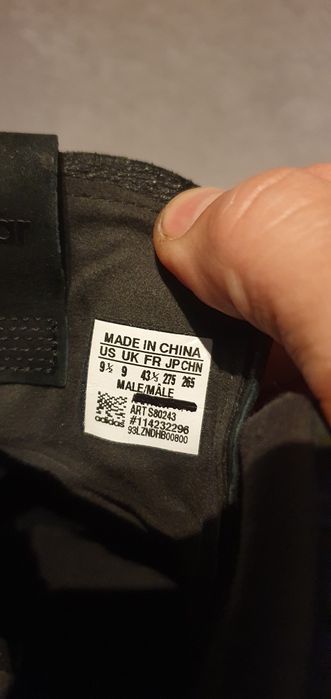 MADE IN CHINA
US UK FR JP CHN
9½ 9 43⅓ 275 265
MALE/MÂLE
ART S80243
adidas #114232296
93LZNDHB00800